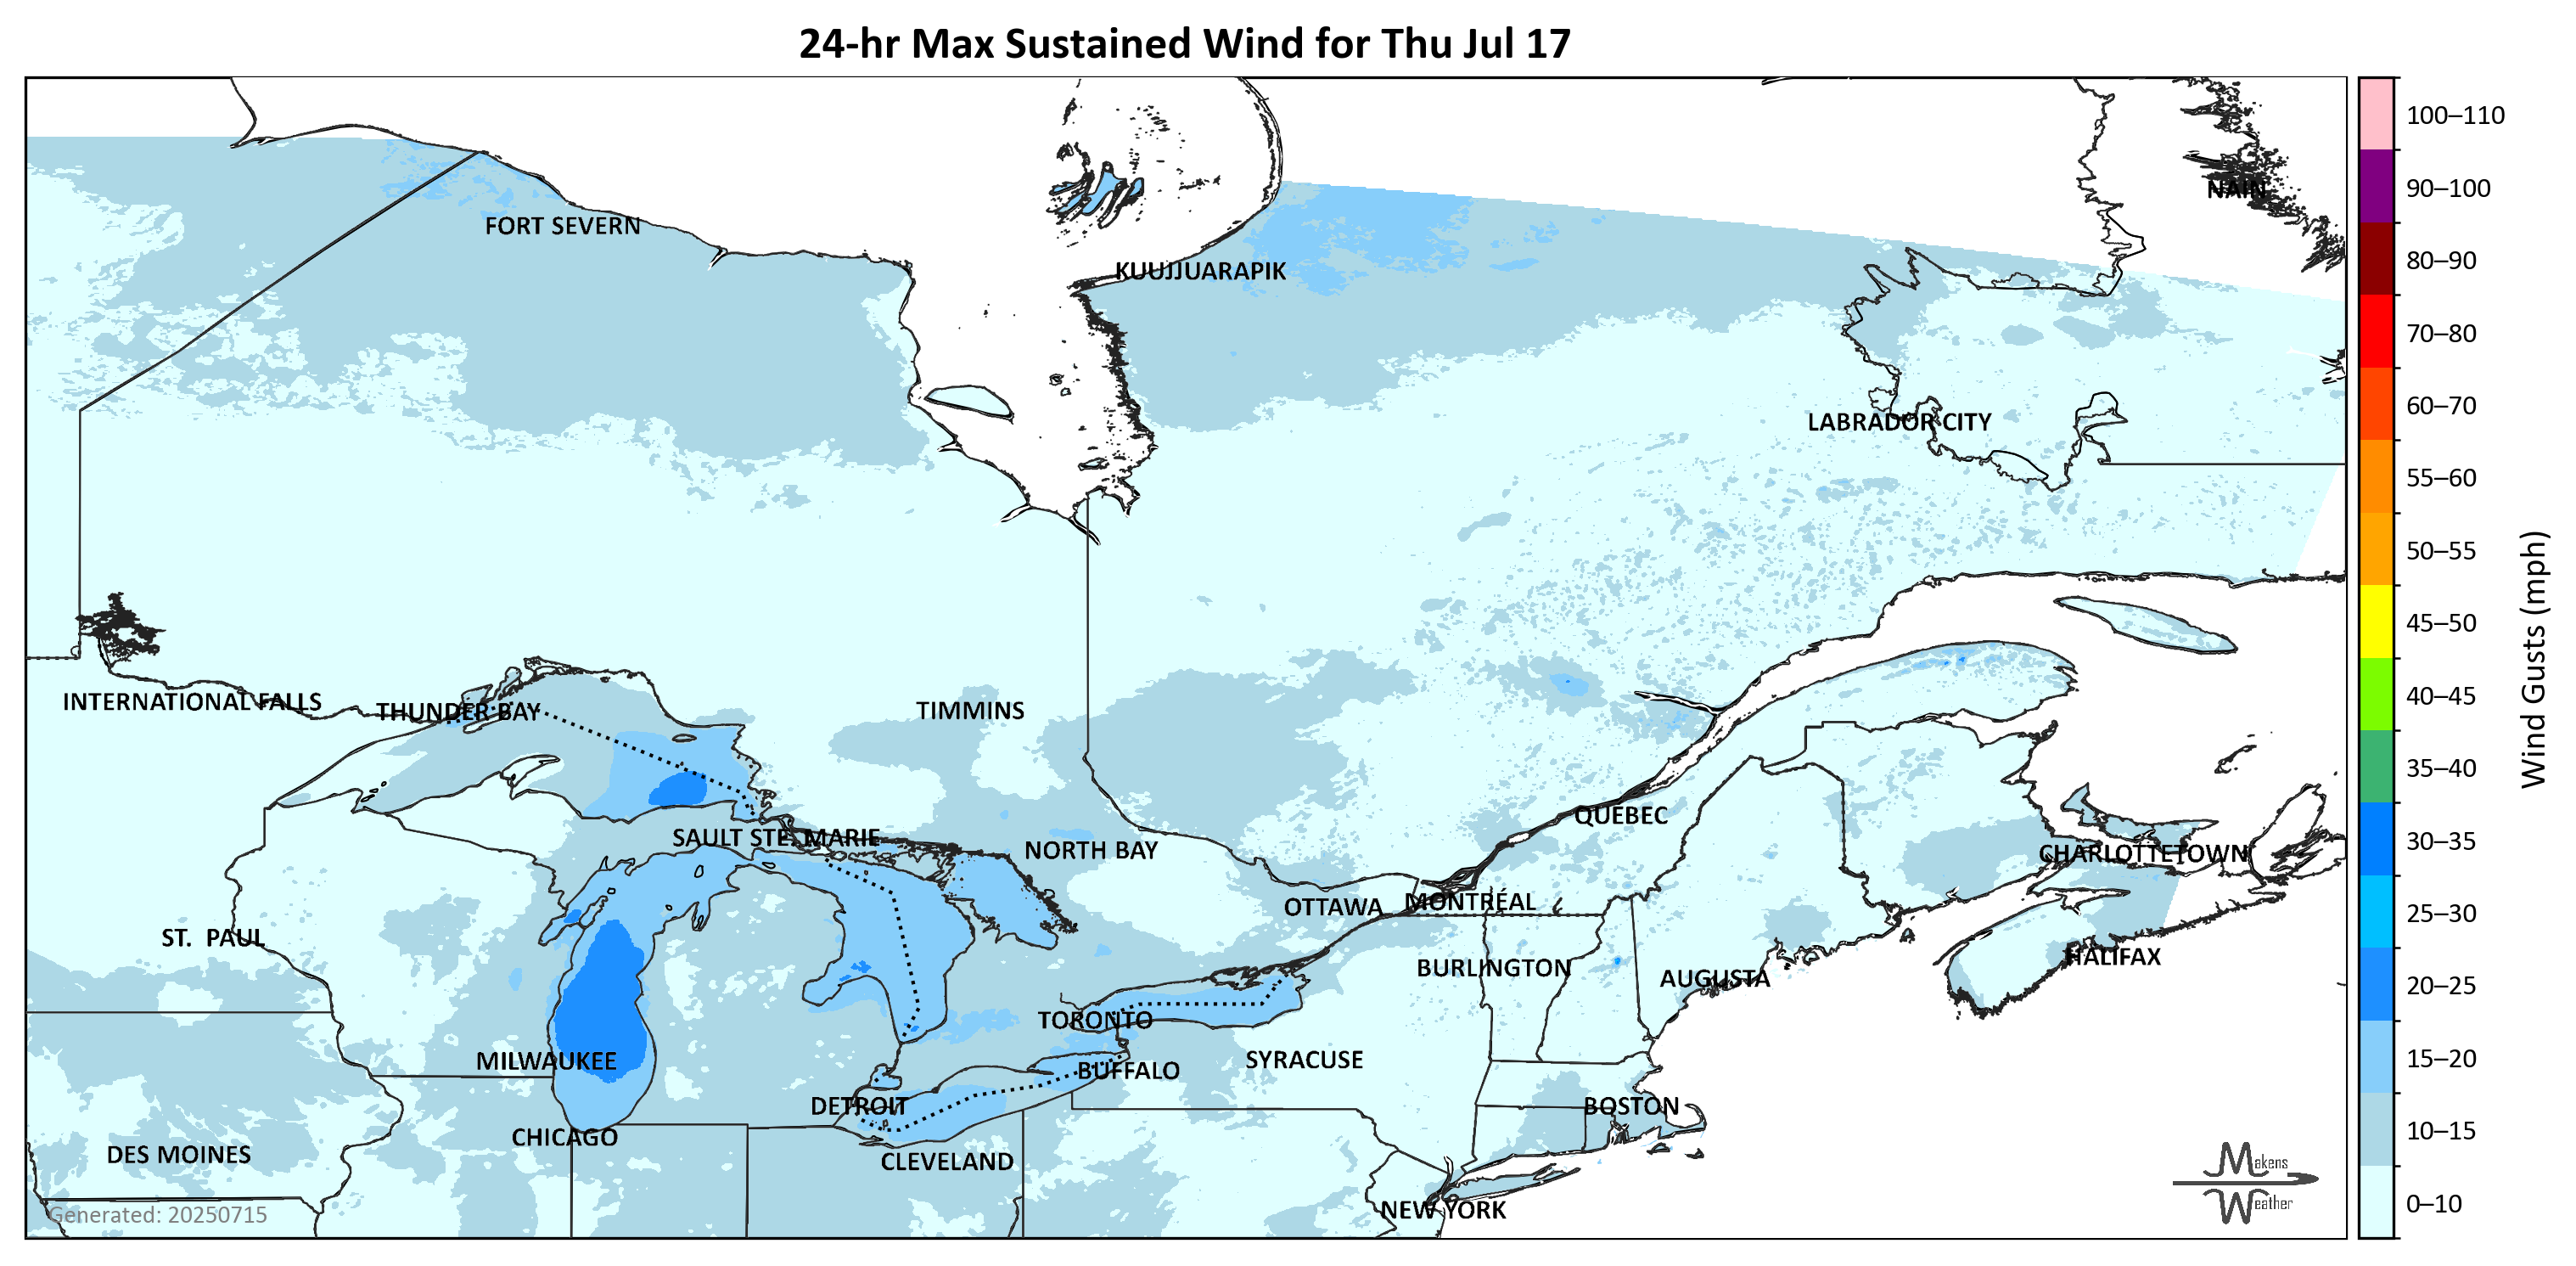 24-hr Max Sustained Wind for Thu Jul 17
100–110
90–100
NAIN
FORT SEVERN
80–90
KUUJJUARAPIK
70–80
60–70
LABRADOR CITY
55–60
50–55
45–50
Wind Gusts (mph)
40–45
INTERNATIONAL FALLS
THUNDER BAY
TIMMINS
35–40
QUEBEC
30–35
SAULT STE. MARIE
NORTH BAY
CHARLOTTETOWN
OTTAWA
MONTRÉAL
25–30
ST. PAUL
HALIFAX
BURLINGTON
AUGUSTA
20–25
TORONTO
MILWAUKEE
SYRACUSE
15–20
BUFFALO
DETROIT
BOSTON
10–15
CHICAGO
DES MOINES
CLEVELAND
Makens
Weather
0–10
NEW YORK
Generated: 20250715